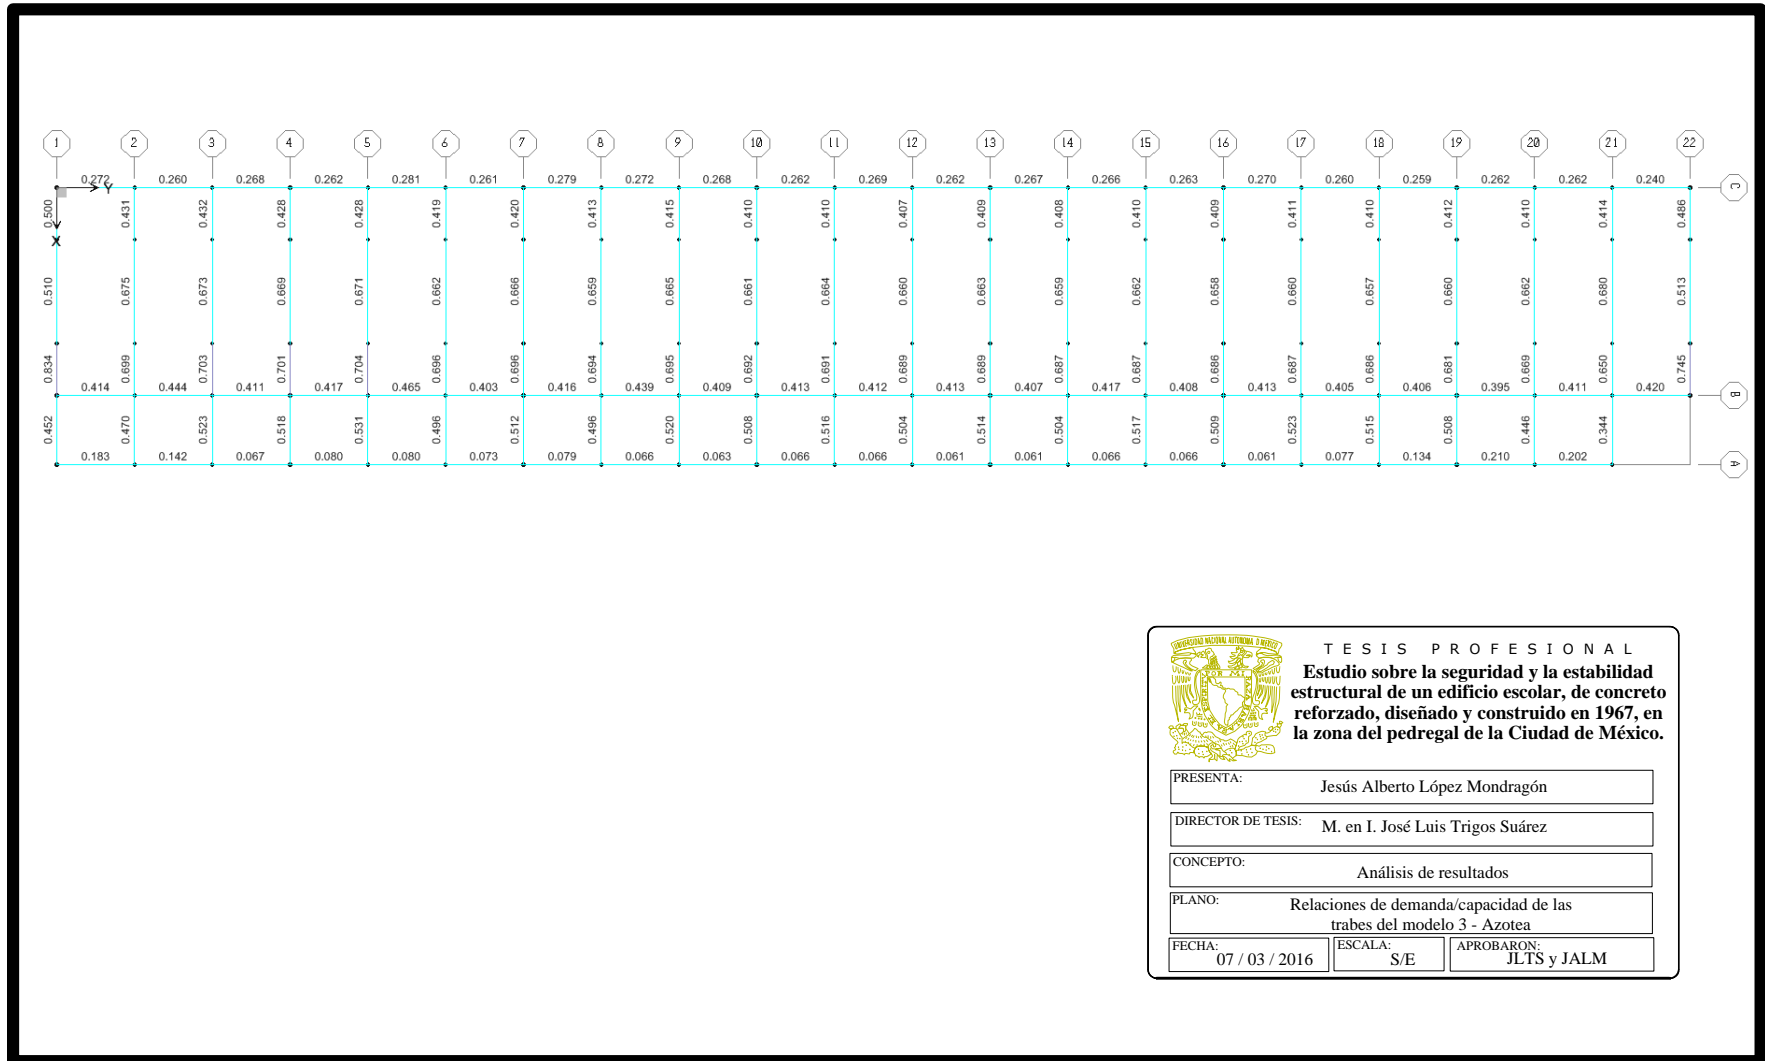 1 2 3 4 5 6 7 8 9 10 11 12 13 14 15 16 17 18 19 20 21 22
0.272 0.260 0.268 0.262 0.281 0.261 0.279 0.272 0.268 0.262 0.269 0.262 0.267 0.266 0.263 0.270 0.260 0.259 0.262 0.262 0.240
Y
C
0.500 0.431 0.432 0.428 0.428 0.419 0.420 0.413 0.415 0.410 0.410 0.407 0.409 0.408 0.410 0.409 0.411 0.410 0.412 0.410 0.414 0.486
X
0.510 0.675 0.673 0.669 0.671 0.662 0.666 0.659 0.665 0.661 0.664 0.660 0.663 0.659 0.662 0.658 0.660 0.657 0.660 0.662 0.680 0.513
0.834 0.699 0.703 0.701 0.704 0.696 0.696 0.694 0.695 0.692 0.691 0.689 0.689 0.687 0.687 0.686 0.687 0.686 0.681 0.669 0.650 0.745
0.414 0.444 0.411 0.417 0.465 0.403 0.416 0.439 0.409 0.413 0.412 0.413 0.407 0.417 0.408 0.413 0.405 0.406 0.395 0.411 0.420
B
0.452 0.470 0.523 0.518 0.531 0.496 0.512 0.496 0.520 0.508 0.516 0.504 0.514 0.504 0.517 0.509 0.523 0.515 0.508 0.446 0.344
0.183 0.142 0.067 0.080 0.080 0.073 0.079 0.066 0.063 0.066 0.066 0.061 0.061 0.066 0.066 0.061 0.077 0.134 0.210 0.202
A
POR MI
TESIS PROFESIONAL
Estudio sobre la seguridad y la estabilidad
estructural de un edificio escolar, de concreto
reforzado, diseñado y construido en 1967, en
la zona del pedregal de la Ciudad de México.
PRESENTA:
Jesús Alberto López Mondragón
DIRECTOR DE TESIS:
M. en I. José Luis Trigos Suárez
CONCEPTO:
Análisis de resultados
PLANO:
Relaciones de demanda/capacidad de las
trabes del modelo 3 - Azotea
FECHA:
07 / 03 / 2016
ESCALA:
S/E
APROBARON:
JLTS y JALM